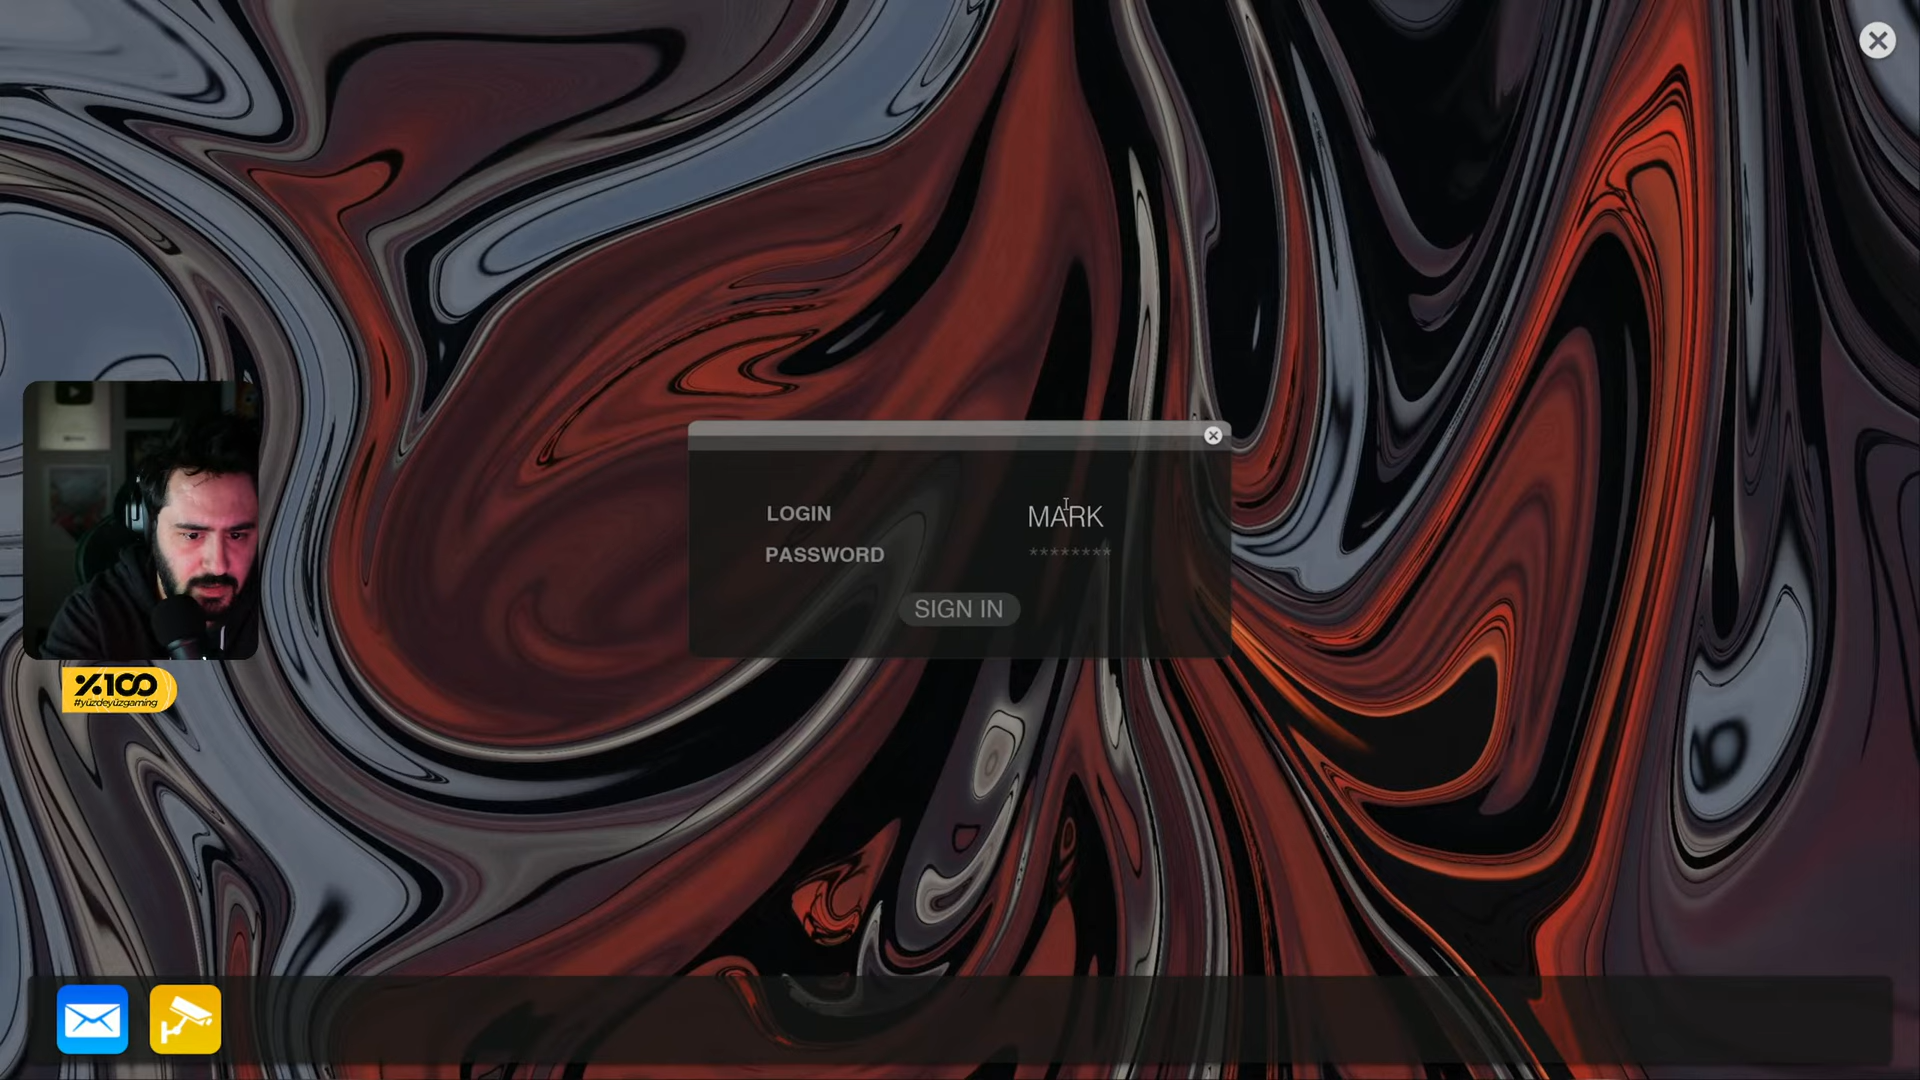 LOGIN MARK
PASSWORD ********
SIGN IN
%100
#yüzdeyüzgaming